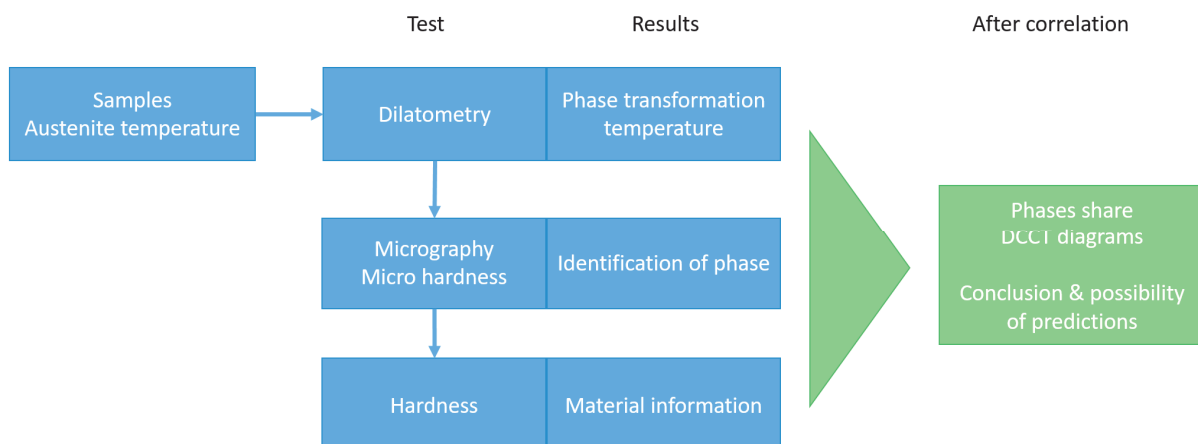 Test
Results
After correlation
Samples
Austenite temperature
Dilatometry
Phase transformation
temperature
Micrography
Micro hardness
Identification of phase
Hardness
Material information
Phases share
DCCT diagrams
Conclusion & possibility
of predictions